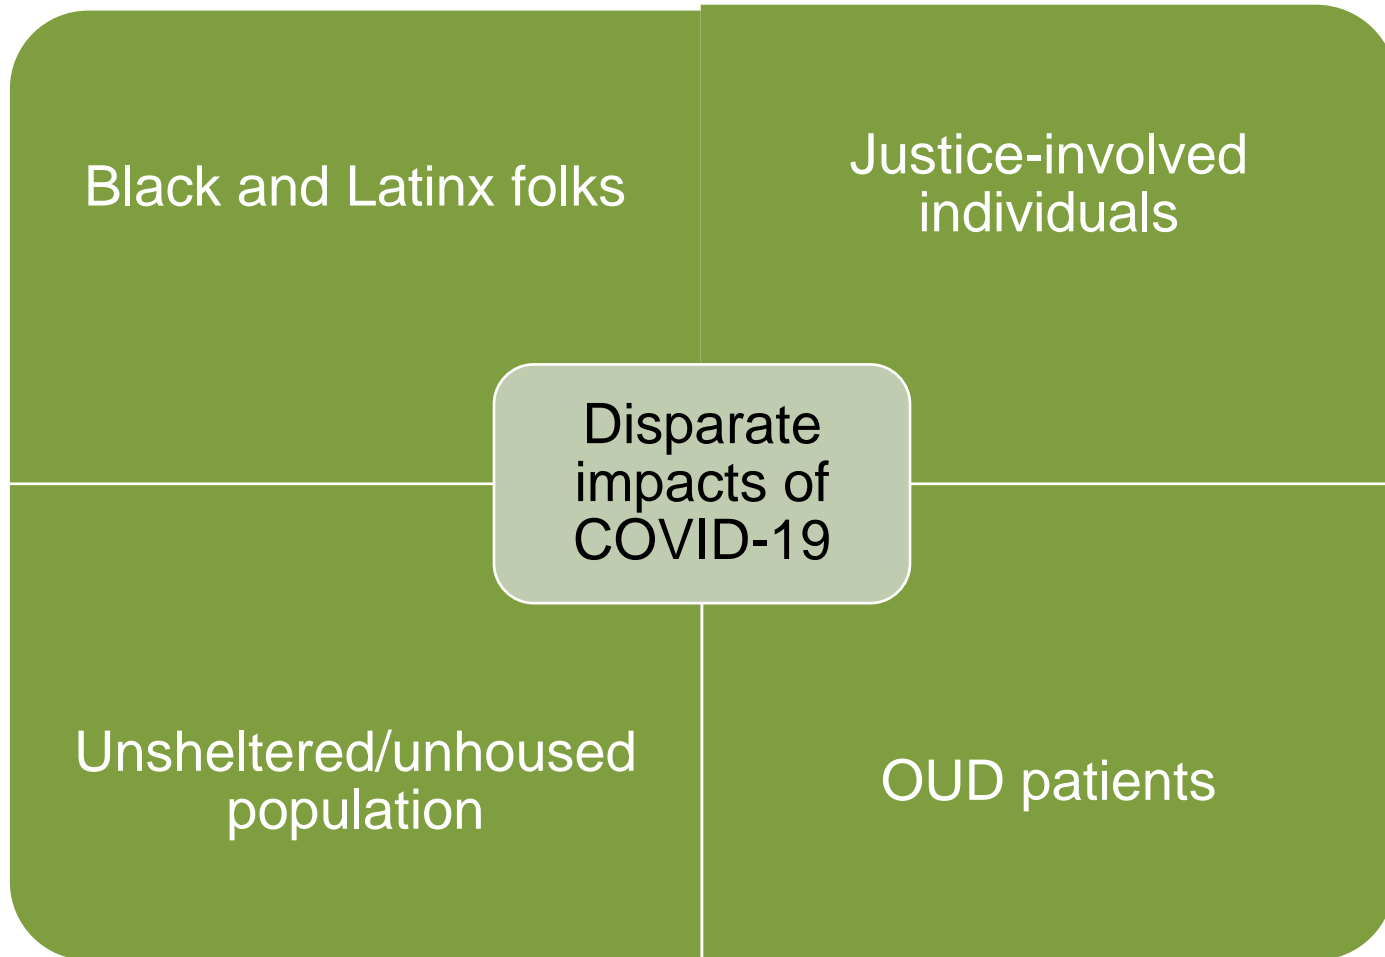 Black and Latinx folks
Justice-involved
individuals
Disparate
impacts of
COVID-19
Unsheltered/unhoused
population
OUD patients